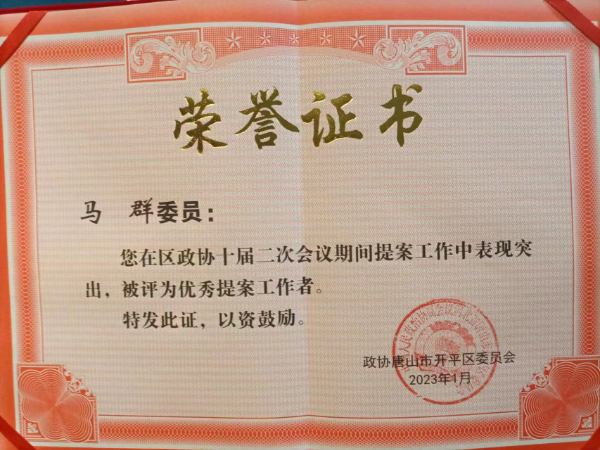 荣誉证书
马 群委员：
您在区政协十届二次会议期间提案工作中表现突
出，被评为优秀提案工作者。
特发此证，以资鼓励。
政协唐山市开平区委员会
2023年1月